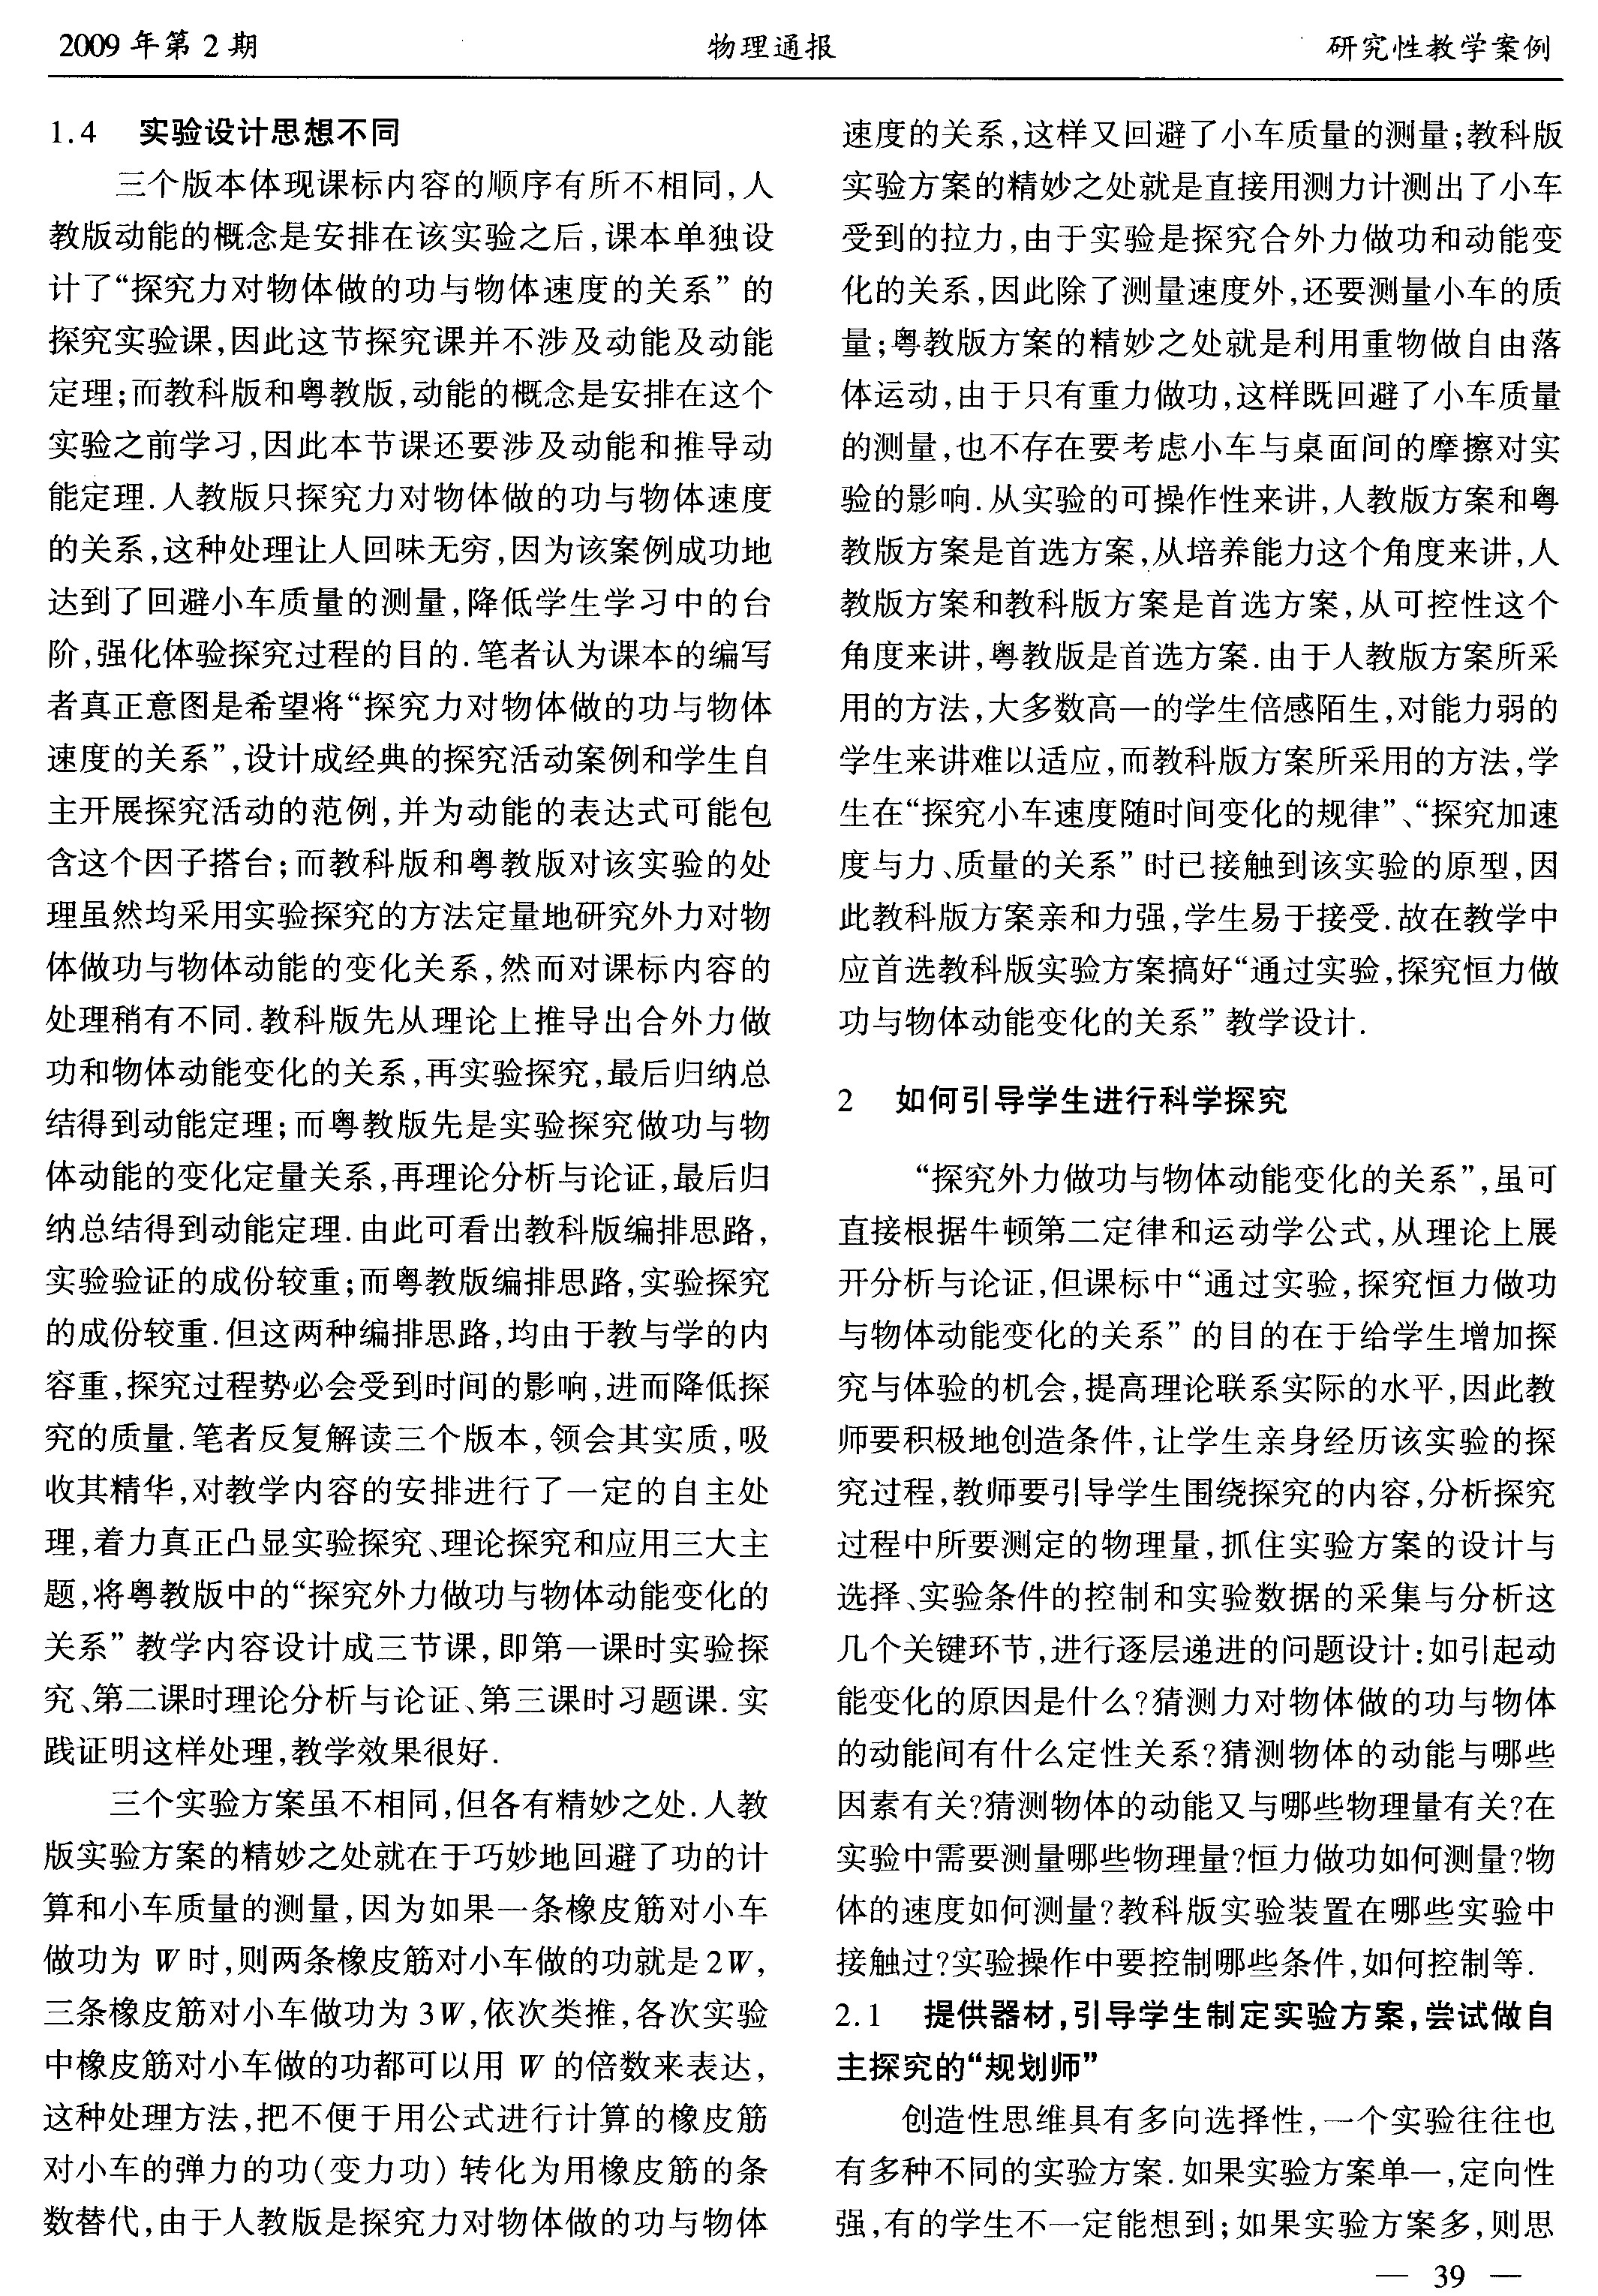 2009 年第 2 期
物理通报
研究性教学案例
1.4 实验设计思想不同
三个版本体现课标内容的顺序有所不相同,人
教版动能的概念是安排在该实验之后,课本单独设
计了“探究力对物体做的功与物体速度的关系” 的
探究实验课,因此这节探究课并不涉及动能及动能
定理;而教科版和粤教版,动能的概念是安排在这个
实验之前学习,因此本节课还要涉及动能和推导动
能定理.人教版只探究力对物体做的功与物体速度
的关系,这种处理让人回味无穷,因为该案例成功地
达到了回避小车质量的测量,降低学生学习中的台
阶,强化体验探究过程的目的.笔者认为课本的编写
者真正意图是希望将“探究力对物体做的功与物体
速度的关系”,设计成经典的探究活动案例和学生自
主开展探究活动的范例,并为动能的表达式可能包
含这个因子搭台;而教科版和粤教版对该实验的处
理虽然均采用实验探究的方法定量地研究外力对物
体做功与物体动能的变化关系,然而对课标内容的
处理稍有不同.教科版先从理论上推导出合外力做
功和物体动能变化的关系,再实验探究,最后归纳总
结得到动能定理;而粤教版先是实验探究做功与物
体动能的变化定量关系,再理论分析与论证,最后归
纳总结得到动能定理.由此可看出教科版编排思路,
实验验证的成份较重;而粤教版编排思路,实验探究
的成份较重.但这两种编排思路,均由于教与学的内
容重,探究过程势必会受到时间的影响,进而降低探
究的质量.笔者反复解读三个版本,领会其实质,吸
收其精华,对教学内容的安排进行了一定的自主处
理,着力真正凸显实验探究、理论探究和应用三大主
题,将粤教版中的“探究外力做功与物体动能变化的
关系” 教学内容设计成三节课,即第一课时实验探
究、第二课时理论分析与论证、第三课时习题课.实
践证明这样处理,教学效果很好.
三个实验方案虽不相同,但各有精妙之处.人教
版实验方案的精妙之处就在于巧妙地回避了功的计
算和小车质量的测量,因为如果一条橡皮筋对小车
做功为 W 时,则两条橡皮筋对小车做的功就是 2W,
三条橡皮筋对小车做功为 3W,依次类推,各次实验
中橡皮筋对小车做的功都可以用 W 的倍数来表达,
这种处理方法,把不便于用公式进行计算的橡皮筋
对小车的弹力的功(变力功) 转化为用橡皮筋的条
数替代,由于人教版是探究力对物体做的功与物体
速度的关系,这样又回避了小车质量的测量;教科版
实验方案的精妙之处就是直接用测力计测出了小车
受到的拉力,由于实验是探究合外力做功和动能变
化的关系,因此除了测量速度外,还要测量小车的质
量;粤教版方案的精妙之处就是利用重物做自由落
体运动,由于只有重力做功,这样既回避了小车质量
的测量,也不存在要考虑小车与桌面间的摩擦对实
验的影响.从实验的可操作性来讲,人教版方案和粤
教版方案是首选方案,从培养能力这个角度来讲,人
教版方案和教科版方案是首选方案,从可控性这个
角度来讲,粤教版是首选方案.由于人教版方案所采
用的方法,大多数高一的学生倍感陌生,对能力弱的
学生来讲难以适应,而教科版方案所采用的方法,学
生在“探究小车速度随时间变化的规律”、“探究加速
度与力、质量的关系” 时已接触到该实验的原型,因
此教科版方案亲和力强,学生易于接受.故在教学中
应首选教科版实验方案搞好“通过实验,探究恒力做
功与物体动能变化的关系” 教学设计.
2 如何引导学生进行科学探究
“探究外力做功与物体动能变化的关系”,虽可
直接根据牛顿第二定律和运动学公式,从理论上展
开分析与论证,但课标中“通过实验,探究恒力做功
与物体动能变化的关系” 的目的在于给学生增加探
究与体验的机会,提高理论联系实际的水平,因此教
师要积极地创造条件,让学生亲身经历该实验的探
究过程,教师要引导学生围绕探究的内容,分析探究
过程中所要测定的物理量,抓住实验方案的设计与
选择、实验条件的控制和实验数据的采集与分析这
几个关键环节,进行逐层递进的问题设计:如引起动
能变化的原因是什么?猜测力对物体做的功与物体
的动能间有什么定性关系?猜测物体的动能与哪些
因素有关?猜测物体的动能又与哪些物理量有关?在
实验中需要测量哪些物理量?恒力做功如何测量?物
体的速度如何测量?教科版实验装置在哪些实验中
接触过?实验操作中要控制哪些条件,如何控制等.
2.1 提供器材,引导学生制定实验方案,尝试做自
主探究的“规划师”
创造性思维具有多向选择性,一个实验往往也
有多种不同的实验方案.如果实验方案单一,定向性
强,有的学生不一定能想到;如果实验方案多,则思
— 39 —